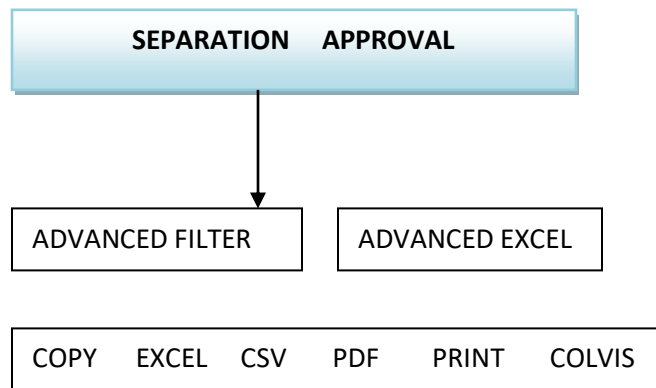 SEPARATION APPROVAL
ADVANCED FILTER ADVANCED EXCEL
COPY EXCEL CSV PDF PRINT COLVIS